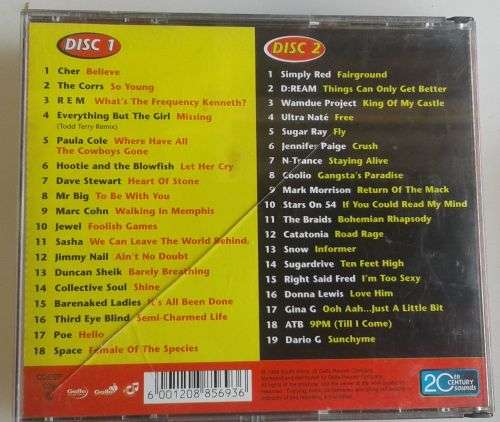 DISC 1
1 Cher Believe
2 The Corrs So Young
3 R E M What's The Frequency Kenneth?
4 Everything But The Girl Missing
(Todd Terry Remix)
5 Paula Cole Where Have All
The Cowboys Gone
6 Hootie and the Blowfish Let Her Cry
7 Dave Stewart Heart Of Stone
8 Mr Big To Be With You
9 Marc Cohn Walking In Memphis
10 Jewel Foolish Games
11 Sasha We Can Leave The World Behind.
12 Jimmy Nail Ain't No Doubt
13 Duncan Sheik Barely Breathing
14 Collective Soul Shine
15 Barenaked Ladies It's All Been Done
16 Third Eye Blind Semi-Charmed Life
17 Poe Hello
18 Space Female Of The Species
DISC 2
1 Simply Red Fairground
2 D:REAM Things Can Only Get Better
3 Wamdue Project King Of My Castle
4 Ultra Naté Free
5 Sugar Ray Fly
6 Jennifer Paige Crush
7 N-Trance Staying Alive
8 Coolio Gangsta's Paradise
9 Mark Morrison Return Of The Mack
10 Stars On 54 If You Could Read My Mind
11 The Braids Bohemian Rhapsody
12 Catatonia Road Rage
13 Snow Informer
14 Sugardrive Ten Feet High
15 Right Said Fred I'm Too Sexy
16 Donna Lewis Love Him
17 Gina G Ooh Aah...Just A Little Bit
18 ATB 9PM (Till I Come)
19 Dario G Sunchyme
Gallo
Gallo
6 001208 856936
20TH
CENTURY
sounds